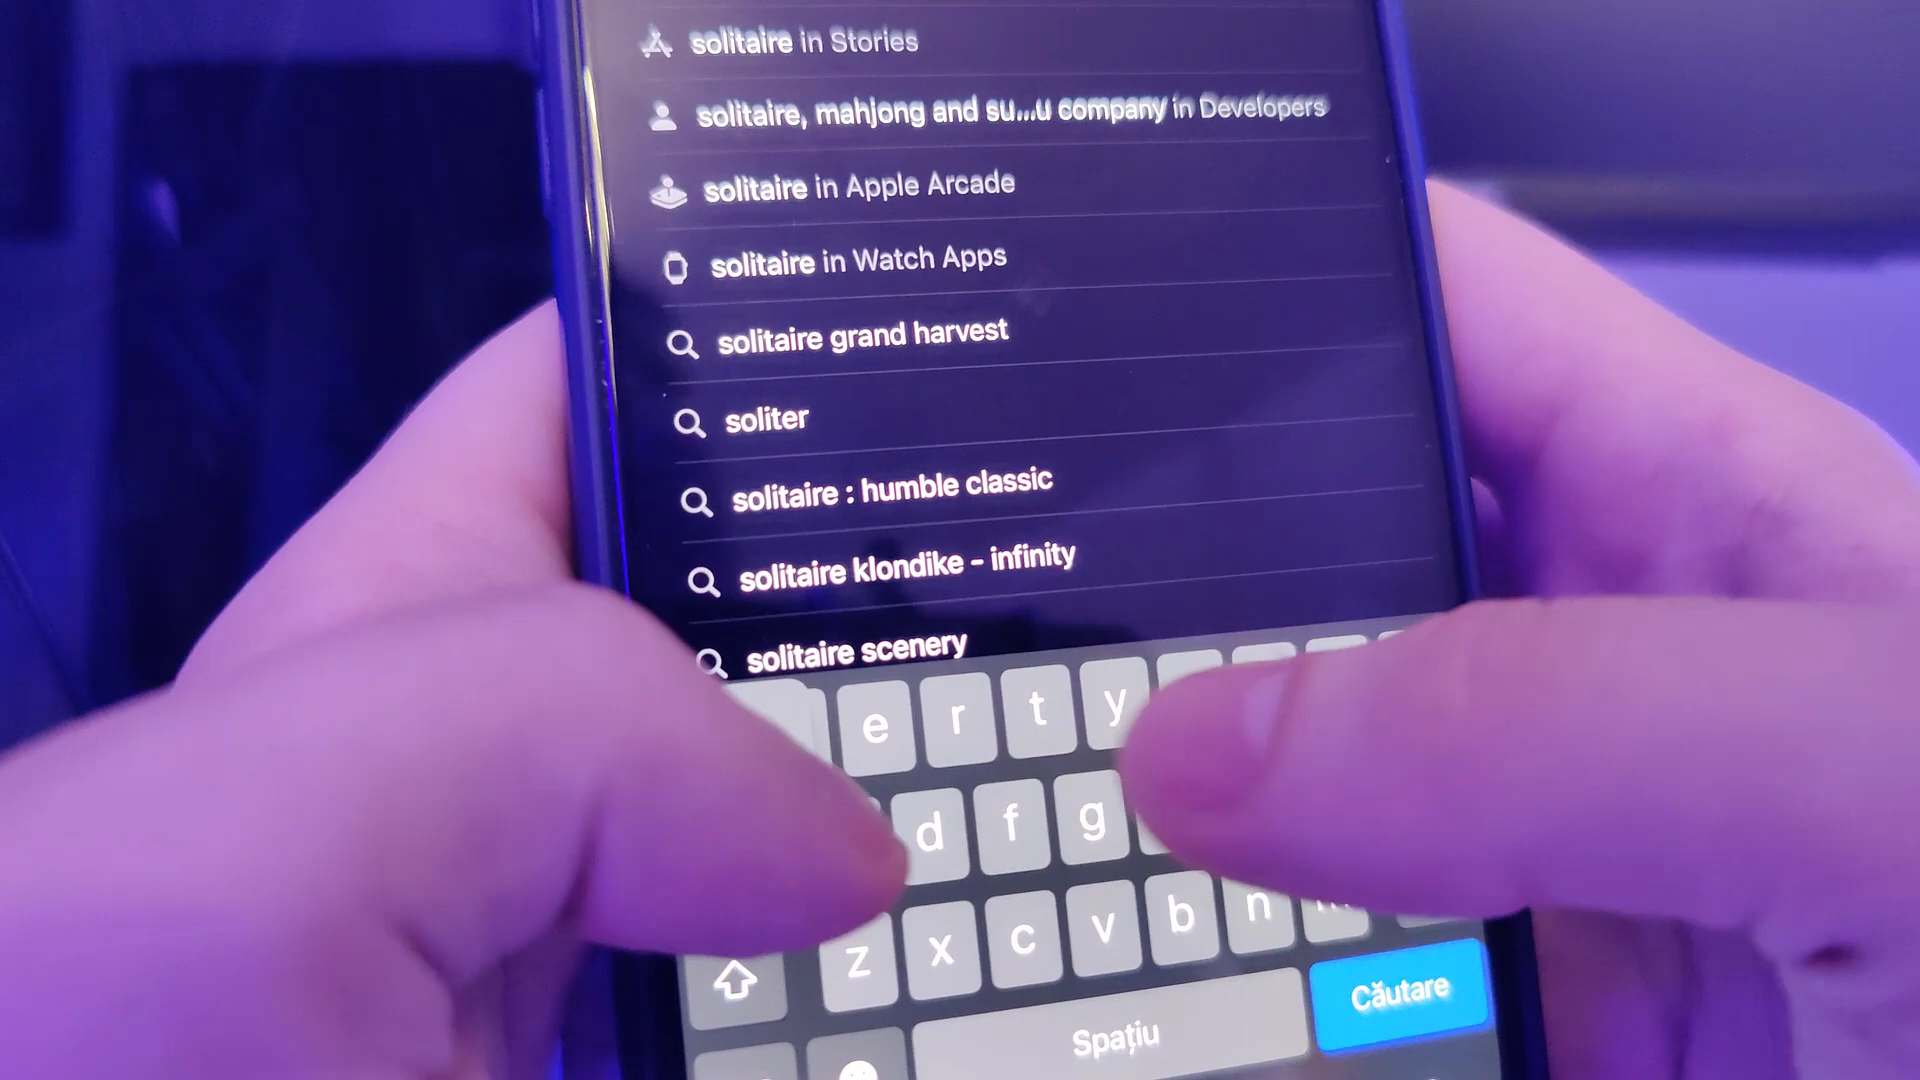 solitaire in Stories
solitaire, mahjong and su...u company in Developers
solitaire in Apple Arcade
solitaire in Watch Apps
solitaire grand harvest
soliter
solitaire : humble classic
solitaire klondike - infinity
solitaire scenery
e r t y
d f g
z x c v b n m
Spațiu Căutare